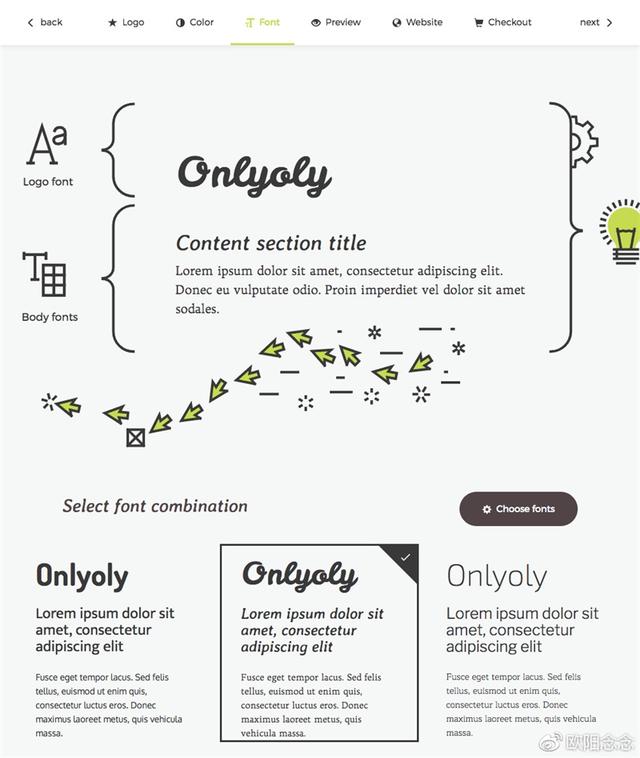 back
Logo
Color
Font
Preview
Website
Checkout
next
Aa
Logo font
Onlyoly
Content section title
Lorem ipsum dolor sit amet, consectetur adipiscing elit.
Donec eu vulputate odio. Proin imperdiet vel dolor sit amet
sodales.
T
Body fonts
Select font combination
Choose fonts
Onlyoly
Lorem ipsum dolor sit
amet, consectetur
adipiscing elit
Fusce eget tempor lacus. Sed felis
tellus, euismod ut enim quis,
consectetur luctus eros. Donec
maximus laoreet metus, quis vehicula
massa.
Onlyoly
Lorem ipsum dolor sit
amet, consectetur
adipiscing elit
Fusce eget tempor lacus. Sed felis
tellus, euismod ut enim quis,
consectetur luctus eros. Donec
maximus laoreet metus, quis
vehicula massa.
Onlyoly
Lorem ipsum dolor sit
amet, consectetur
adipiscing elit
Fusce eget tempor lacus. Sed felis
tellus, euismod ut enim quis,
consectetur luctus eros. Donec
maximus laoreet metus, quis vehicula
massa.
欧阳念念